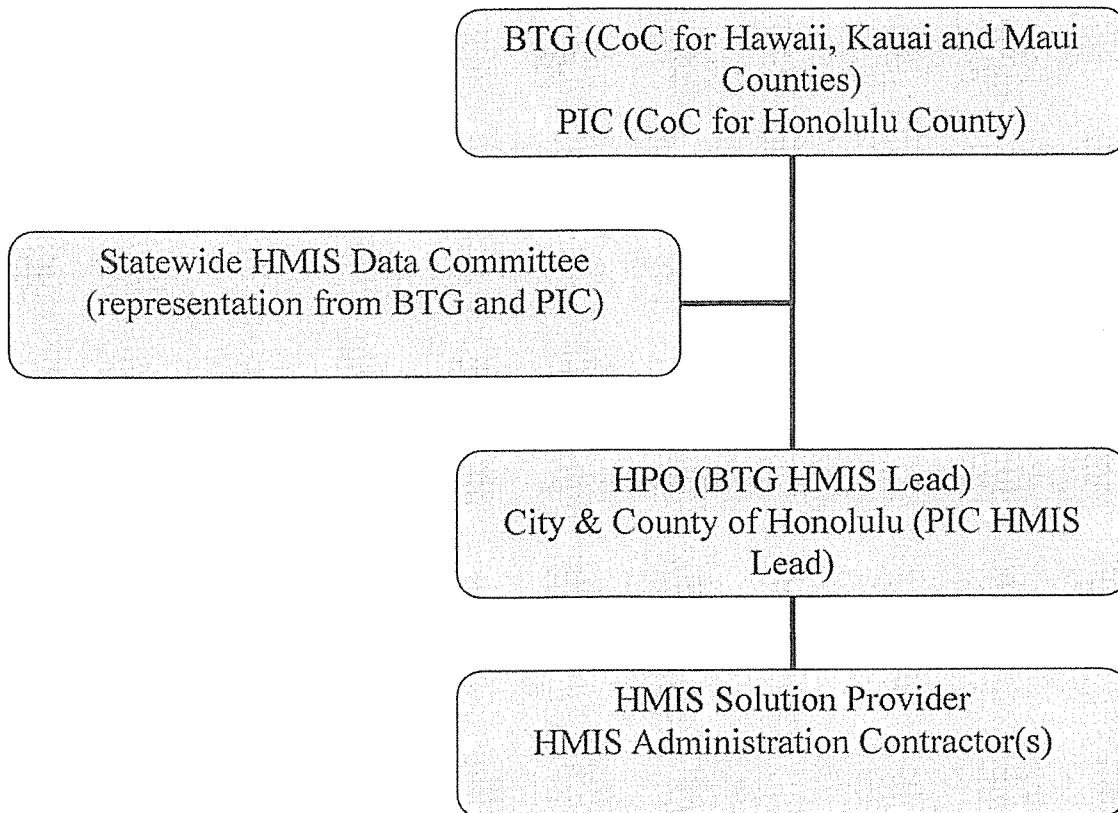 BTG (CoC for Hawaii, Kauai and Maui
Counties)
PIC (CoC for Honolulu County)
Statewide HMIS Data Committee
(representation from BTG and PIC)
HPO (BTG HMIS Lead)
City & County of Honolulu (PIC HMIS
Lead)
HMIS Solution Provider
HMIS Administration Contractor(s)